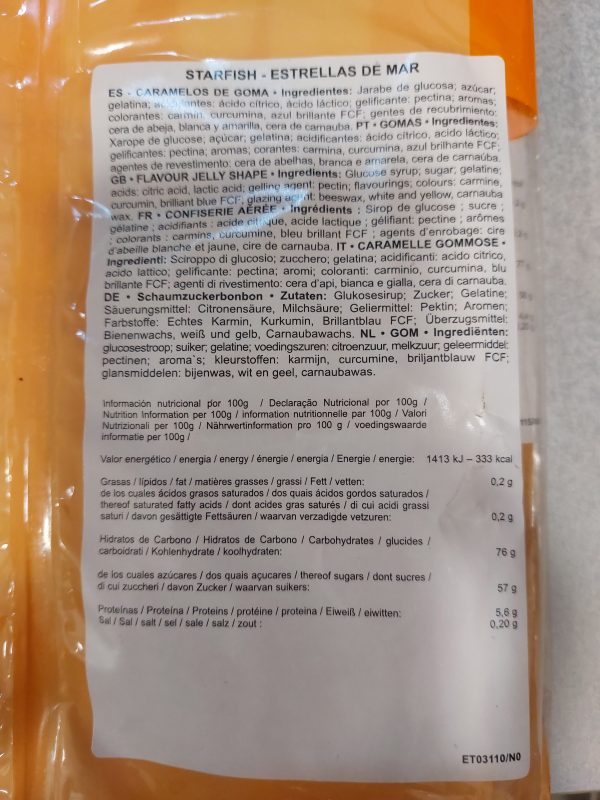 STARFISH - ESTRELLAS DE MAR
ES - CARAMELOS DE GOMA • Ingredientes: Jarabe de glucosa; azúcar;
gelatina; ácido cítrico, ácido láctico; gelificante: pectina; aromas;
colorantes: carmín, curcumina, azul brillante FCF; gentes de recubrimiento:
cera de abeja, blanca y amarilla, cera de carnauba. PT • GOMAS • Ingredientes:
Xarope de glucose; açúcar; gelatina; acidificantes: ácido cítrico, ácido láctico;
gelificantes: pectina; aromas; corantes: carmina, curcumina, azul brilhante FCF;
agentes de revestimento: cera de abelhas, branca e amarela, cera de carnaúba.
GB • FLAVOUR JELLY SHAPE • Ingredients: Glucose syrup; sugar; gelatine;
acids: citric acid, lactic acid; gelling agent: pectin; flavourings; colours: carmine,
curcumin, brilliant blue FCF; glazing agent: beeswax, white and yellow, carnauba
wax. FR • CONFISERIE AÉRÉE • Ingrédients : Sirop de glucose ; sucre ;
gélatine ; acidifiants : acide citrique, acide lactique ; gélifiant: pectine ; arômes
; colorants : carmins, curcumine, bleu brillant FCF ; agents d'enrobage: cire
d'abeille blanche et jaune, cire de carnauba. IT • CARAMELLE GOMMOSE •
Ingredienti: Sciroppo di glucosio; zucchero; gelatina; acidificanti: acido citrico,
acido lattico; gelificante: pectina; aromi; coloranti: carminio, curcumina, blu
brillante FCF; agenti di rivestimento: cera d'api, bianca e gialla, cera di carnauba.
DE • Schaumzuckerbonbon • Zutaten: Glukosesirup; Zucker; Gelatine;
Säuerungsmittel: Citronensäure, Milchsäure; Geliermittel: Pektin; Aromen;
Farbstoffe: Echtes Karmin, Kurkumin, Brillantblau FCF; Überzugsmittel:
Bienenwachs, weiß und gelb, Carnaubawachs. NL • GOM • Ingrediënten:
glucosestroop; suiker; gelatine; voedingszuren: citroenzuur, melkzuur; geleermiddel:
pectinen; aroma`s; kleurstoffen: karmijn, curcumine, briljantblauw FCF;
glansmiddelen: bijenwas, wit en geel, carnaubawas.
Información nutricional por 100g / Declaração Nutricional por 100g /
Nutrition Information per 100g / information nutritionnelle par 100g / Valori
Nutrizionali per 100g / Nährwertinformation pro 100 g / voedingswaarde
informatie per 100g /
Valor energético / energia / energy / énergie / energia / Energie / energie: 1413 kJ – 333 kcal
Grasas / lípidos / fat / matières grasses / grassi / Fett / vetten: 0,2 g
de los cuales ácidos grasos saturados / dos quais ácidos gordos saturados /
thereof saturated fatty acids / dont acides gras saturés / di cui acidi grassi
saturi / davon gesättigte Fettsäuren / waarvan verzadigde vetzuren: 0,2 g
Hidratos de Carbono / Hidratos de Carbono / Carbohydrates / glucides /
carboidrati / Kohlenhydrate / koolhydraten: 76 g
de los cuales azúcares / dos quais açucares / thereof sugars / dont sucres /
di cui zuccheri / davon Zucker / waarvan suikers: 57 g
Proteínas / Proteína / Proteins / protéine / proteina / Eiweiß / eiwitten: 5,6 g
Sal / Sal / salt / sel / sale / salz / zout : 0,20 g
ET03110/N0